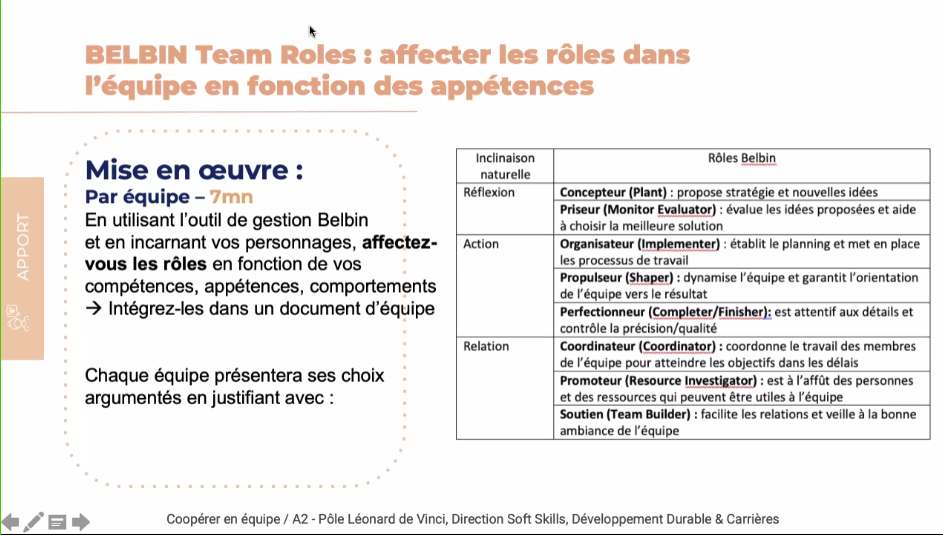 BELBIN Team Roles : affecter les rôles dans
l'équipe en fonction des appétences
APPORT
Mise en œuvre :
Par équipe – 7mn
En utilisant l'outil de gestion Belbin
et en incarnant vos personnages, affectez-
vous les rôles en fonction de vos
compétences, appétences, comportements
→ Intégrez-les dans un document d'équipe
Chaque équipe présentera ses choix
argumentés en justifiant avec :
Inclinaison
naturelle
Rôles Belbin
Réflexion
Concepteur (Plant) : propose stratégie et nouvelles idées
Priseur (Monitor Evaluator) : évalue les idées proposées et aide
à choisir la meilleure solution
Action
Organisateur (Implementer) : établit le planning et met en place
les processus de travail
Propulseur (Shaper) : dynamise l'équipe et garantit l'orientation
de l'équipe vers le résultat
Perfectionneur (Completer/Finisher): est attentif aux détails et
contrôle la précision/qualité
Relation
Coordinateur (Coordinator) : coordonne le travail des membres
de l'équipe pour atteindre les objectifs dans les délais
Promoteur (Resource Investigator) : est à l'affût des personnes
et des ressources qui peuvent être utiles à l'équipe
Soutien (Team Builder) : facilite les relations et veille à la bonne
ambiance de l'équipe
Coopérer en équipe / A2 - Pôle Léonard de Vinci, Direction Soft Skills, Développement Durable & Carrières